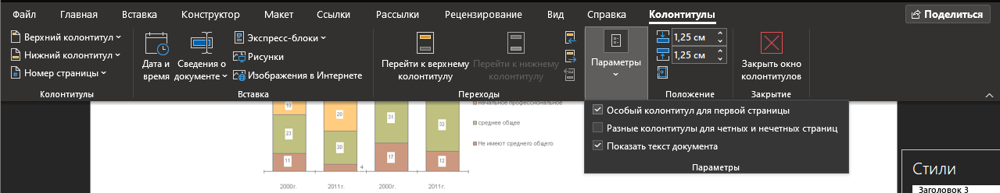 Файл Главная Вставка Конструктор Макет Ссылки Рассылки Рецензирование Вид Справка Колонтитулы Поделиться
Верхний колонтитул
Нижний колонтитул
Номер страницы
Колонтитулы
Дата и
время
Сведения о
документе
Экспресс-блоки
Рисунки
Изображения в Интернете
Вставка
Перейти к верхнему
колонтитулу
Перейти к нижнему
колонтитулу
Переходы
Параметры
1,25 см
1,25 см
Положение
Закрыть окно
колонтитулов
Закрытие
Особый колонтитул для первой страницы
Разные колонтитулы для четных и нечетных страниц
Показать текст документа
Параметры
10 20 31 32
23 20 17 12
11 4
начальное профессиональное
среднее общее
Не имеют среднего общего
2000г. 2011г. 2000г. 2011г.
Стили
Заголовок 3